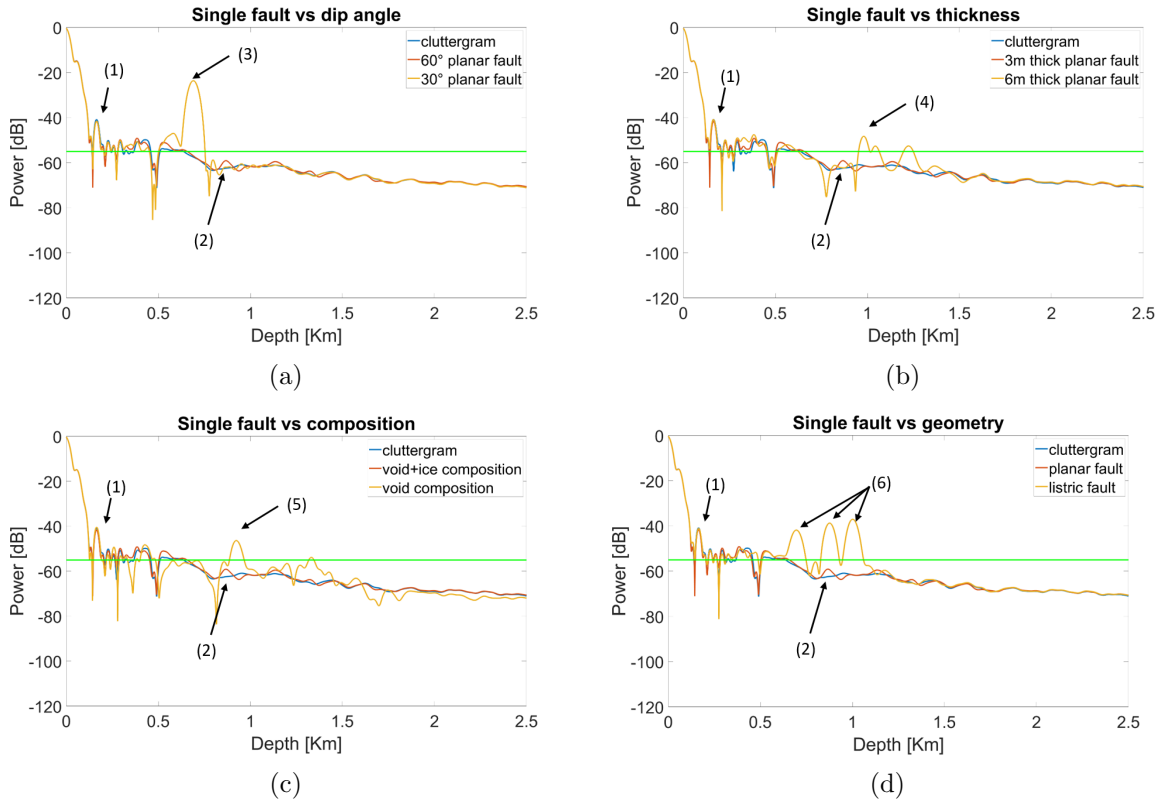 Single fault vs dip angle
cluttergram
60° planar fault
30° planar fault
(1)
(3)
(2)
0
-20
-40
-60
-80
-100
-120
Power [dB]
0 0.5 1 1.5 2 2.5
Depth [Km]
(a)
Single fault vs thickness
cluttergram
3m thick planar fault
6m thick planar fault
(1)
(4)
(2)
0
-20
-40
-60
-80
-100
-120
Power [dB]
0 0.5 1 1.5 2 2.5
Depth [Km]
(b)
Single fault vs composition
cluttergram
void+ice composition
void composition
(1)
(5)
(2)
0
-20
-40
-60
-80
-100
-120
Power [dB]
0 0.5 1 1.5 2 2.5
Depth [Km]
(c)
Single fault vs geometry
cluttergram
planar fault
listric fault
(1)
(6)
(2)
0
-20
-40
-60
-80
-100
-120
Power [dB]
0 0.5 1 1.5 2 2.5
Depth [Km]
(d)